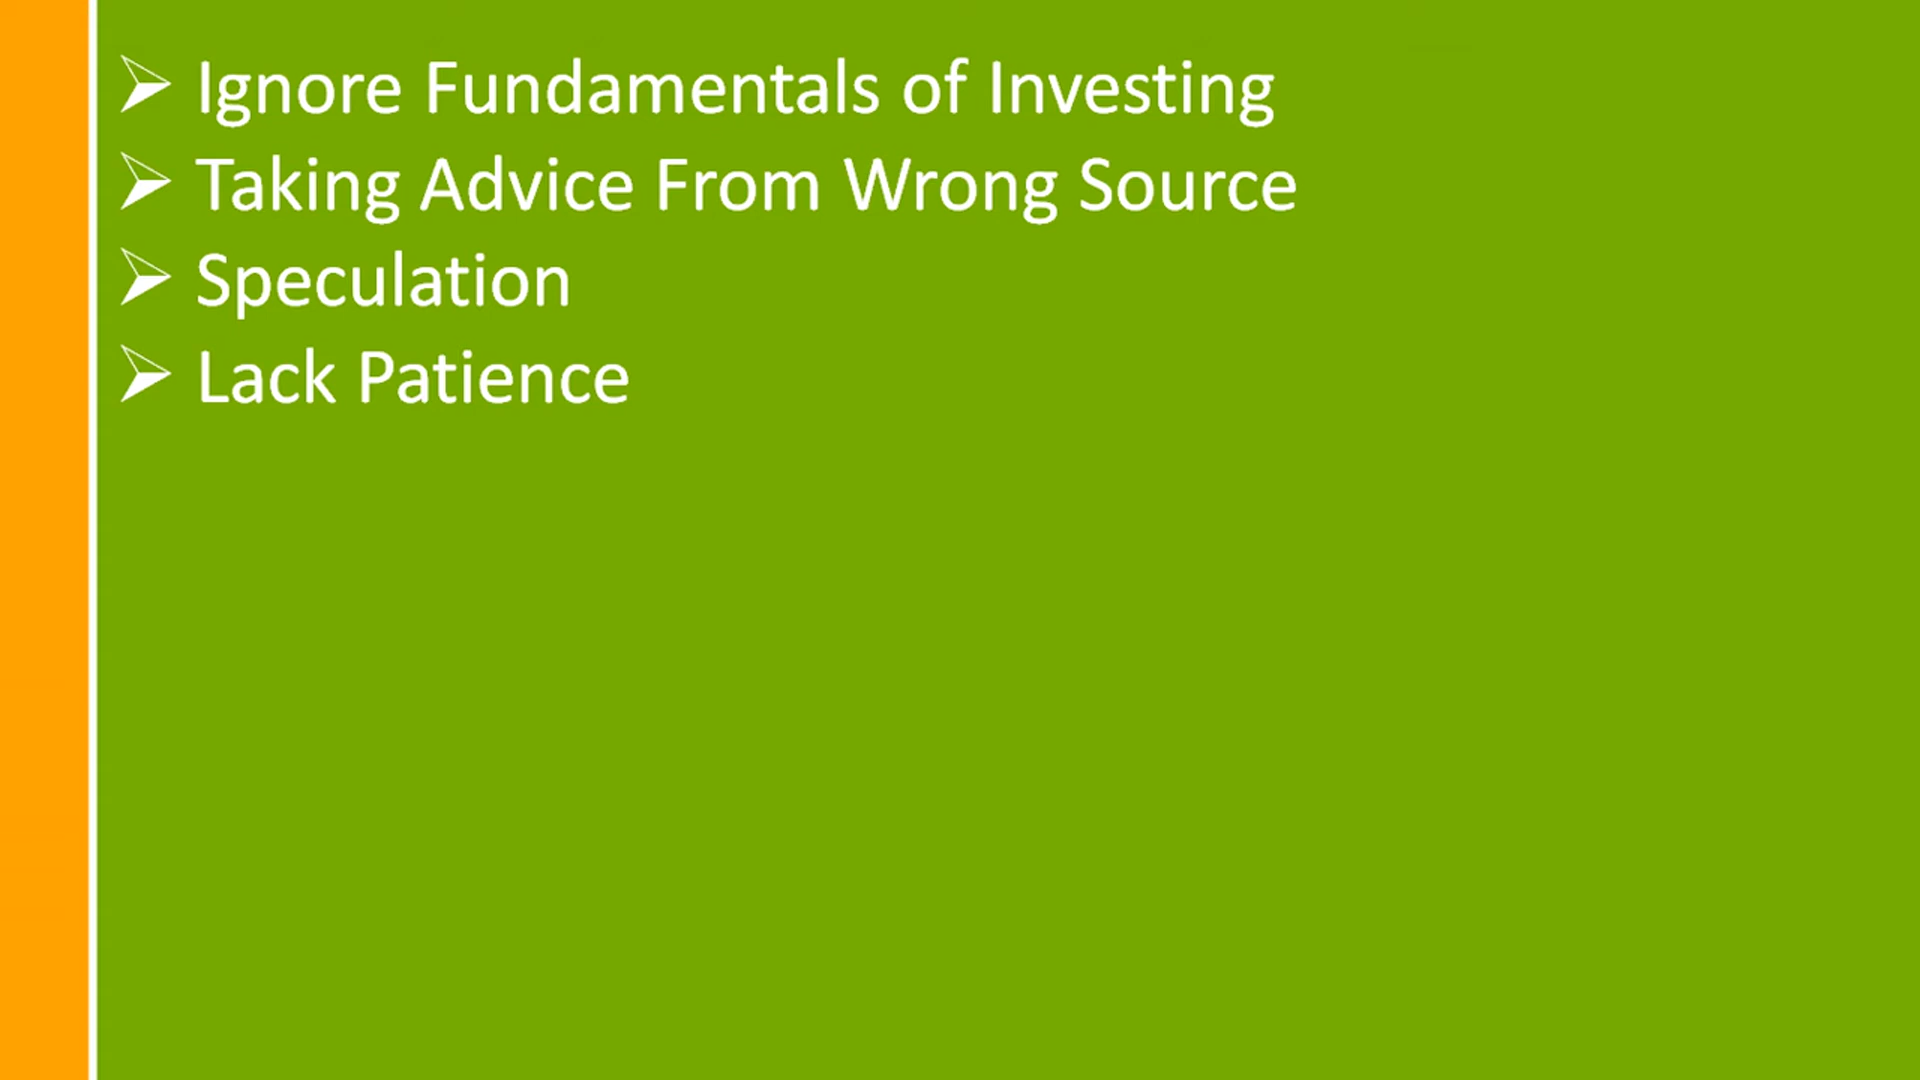 ➢ Ignore Fundamentals of Investing
➢ Taking Advice From Wrong Source
➢ Speculation
➢ Lack Patience